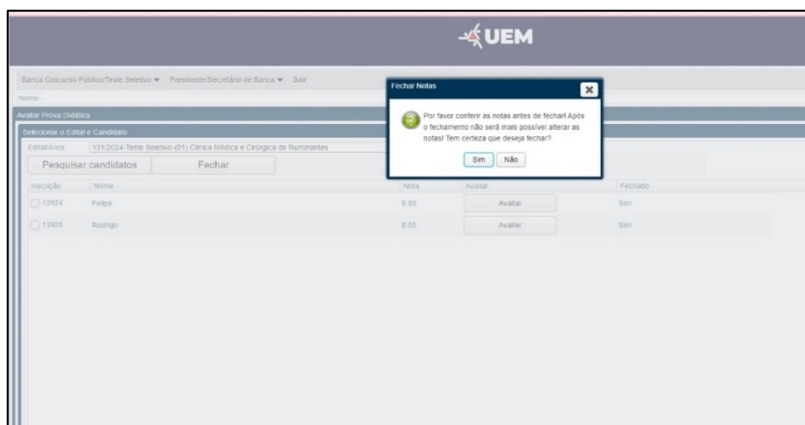 UEM
Banca Concurso Público/Teste Seletivo Presidente/Secretário de Banca Sair
Nome:
Avaliar Prova Didática
Selecionar o Edital e Candidato
Edital/Área: 131/2024-Teste Seletivo-(01) Clínica Médica e Cirúrgica de Ruminantes
Pesquisar candidatos Fechar
Inscrição Nome Nota Avaliar Fechado
13924 Felipe 8.80 Avaliar Sim
Rodrigo 8.50 Avaliar Sim
Fechar Notas
Por favor conferir as notas antes de fechar! Após
o fechamento não será mais possível alterar as
notas! Tem certeza que deseja fechar?
Sim Não